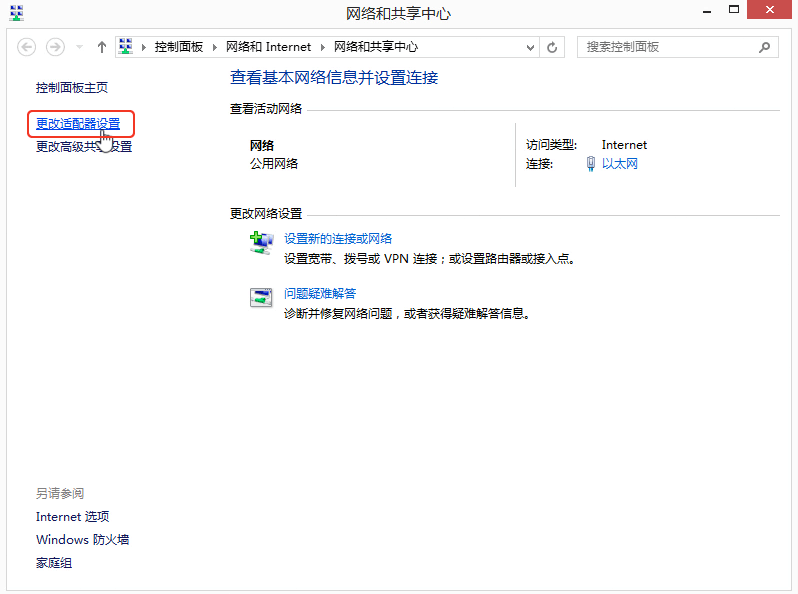 网络和共享中心
控制面板 网络和 Internet 网络和共享中心
搜索控制面板
控制面板主页
更改适配器设置
更改高级共享设置
查看基本网络信息并设置连接
查看活动网络
网络
公用网络
访问类型: Internet
连接: 以太网
更改网络设置
设置新的连接或网络
设置宽带、拨号或 VPN 连接；或设置路由器或接入点。
问题疑难解答
诊断并修复网络问题，或者获得疑难解答信息。
另请参阅
Internet 选项
Windows 防火墙
家庭组